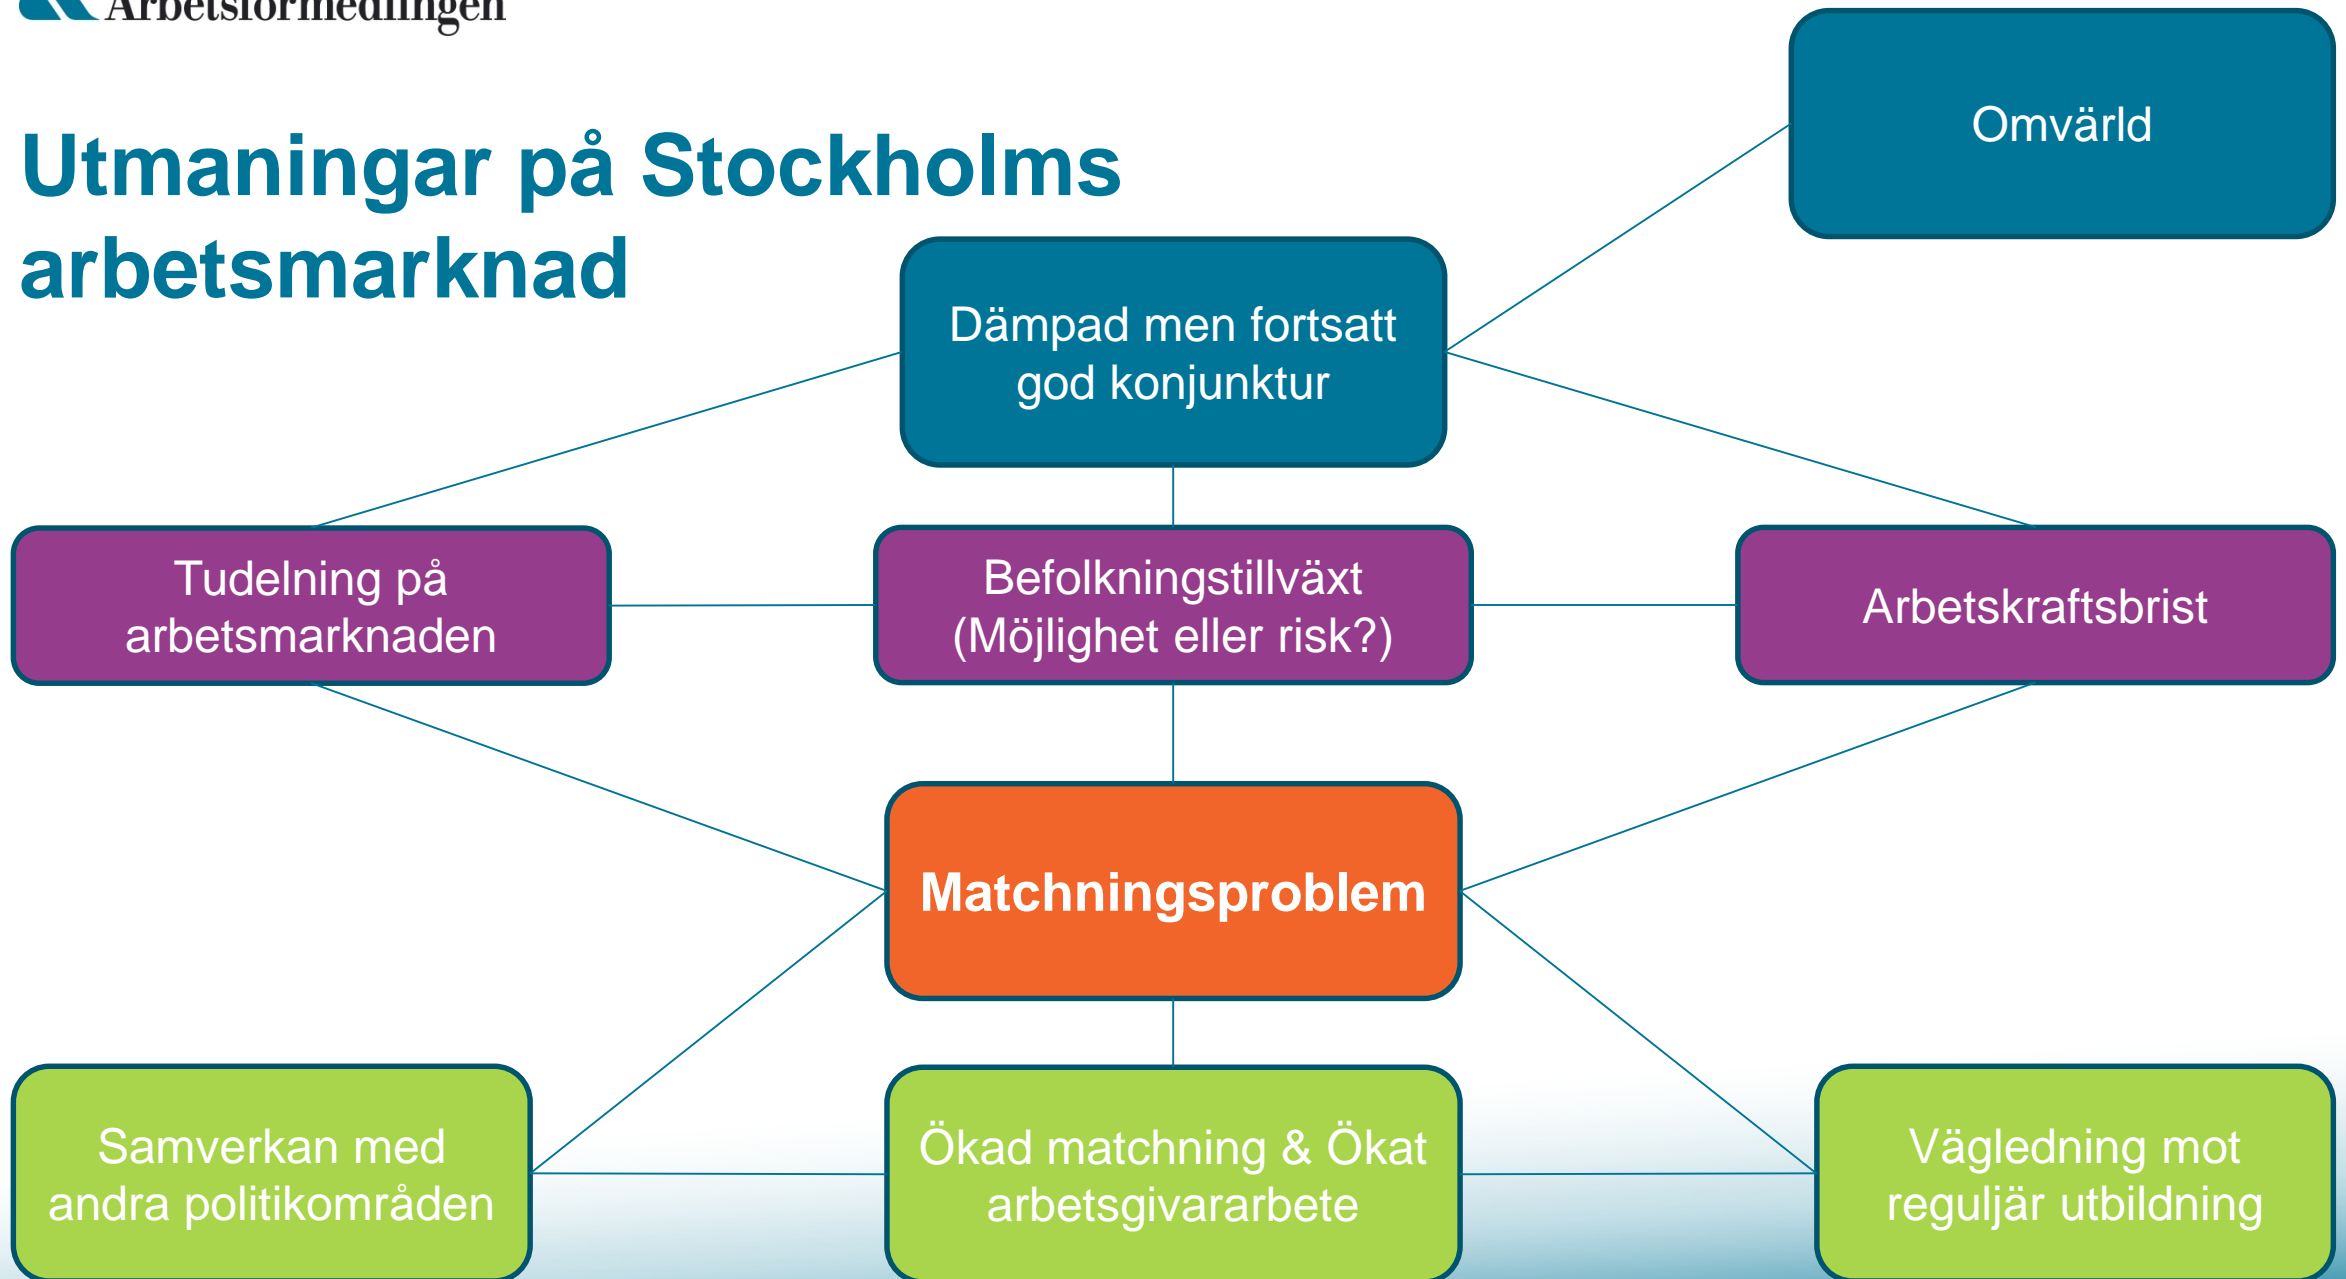 Arbetsförmedlingen
Omvärld
Utmaningar på Stockholms
arbetsmarknad
Dämpad men fortsatt
god konjunktur
Tudelning på
arbetsmarknaden
Befolkningstillväxt
(Möjlighet eller risk?)
Arbetskraftsbrist
Matchningsproblem
Samverkan med
andra politikområden
Ökad matchning & Ökat
arbetsgivararbete
Vägledning mot
reguljär utbildning